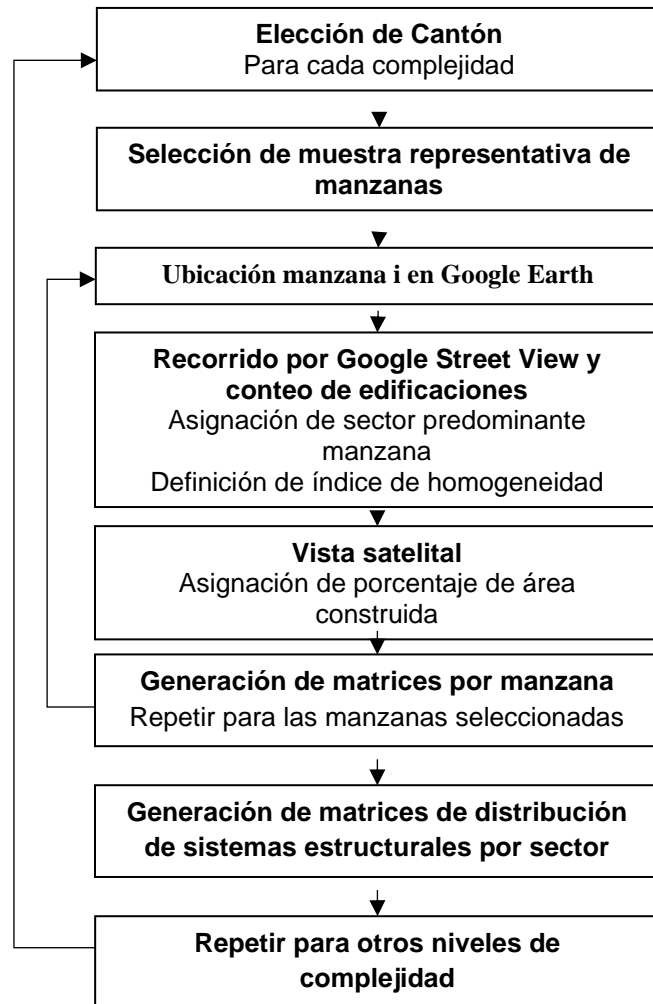 Elección de Cantón
Para cada complejidad
Selección de muestra representativa de
manzanas
Ubicación manzana i en Google Earth
Recorrido por Google Street View y
conteo de edificaciones
Asignación de sector predominante
manzana
Definición de índice de homogeneidad
Vista satelital
Asignación de porcentaje de área
construida
Generación de matrices por manzana
Repetir para las manzanas seleccionadas
Generación de matrices de distribución
de sistemas estructurales por sector
Repetir para otros niveles de
complejidad